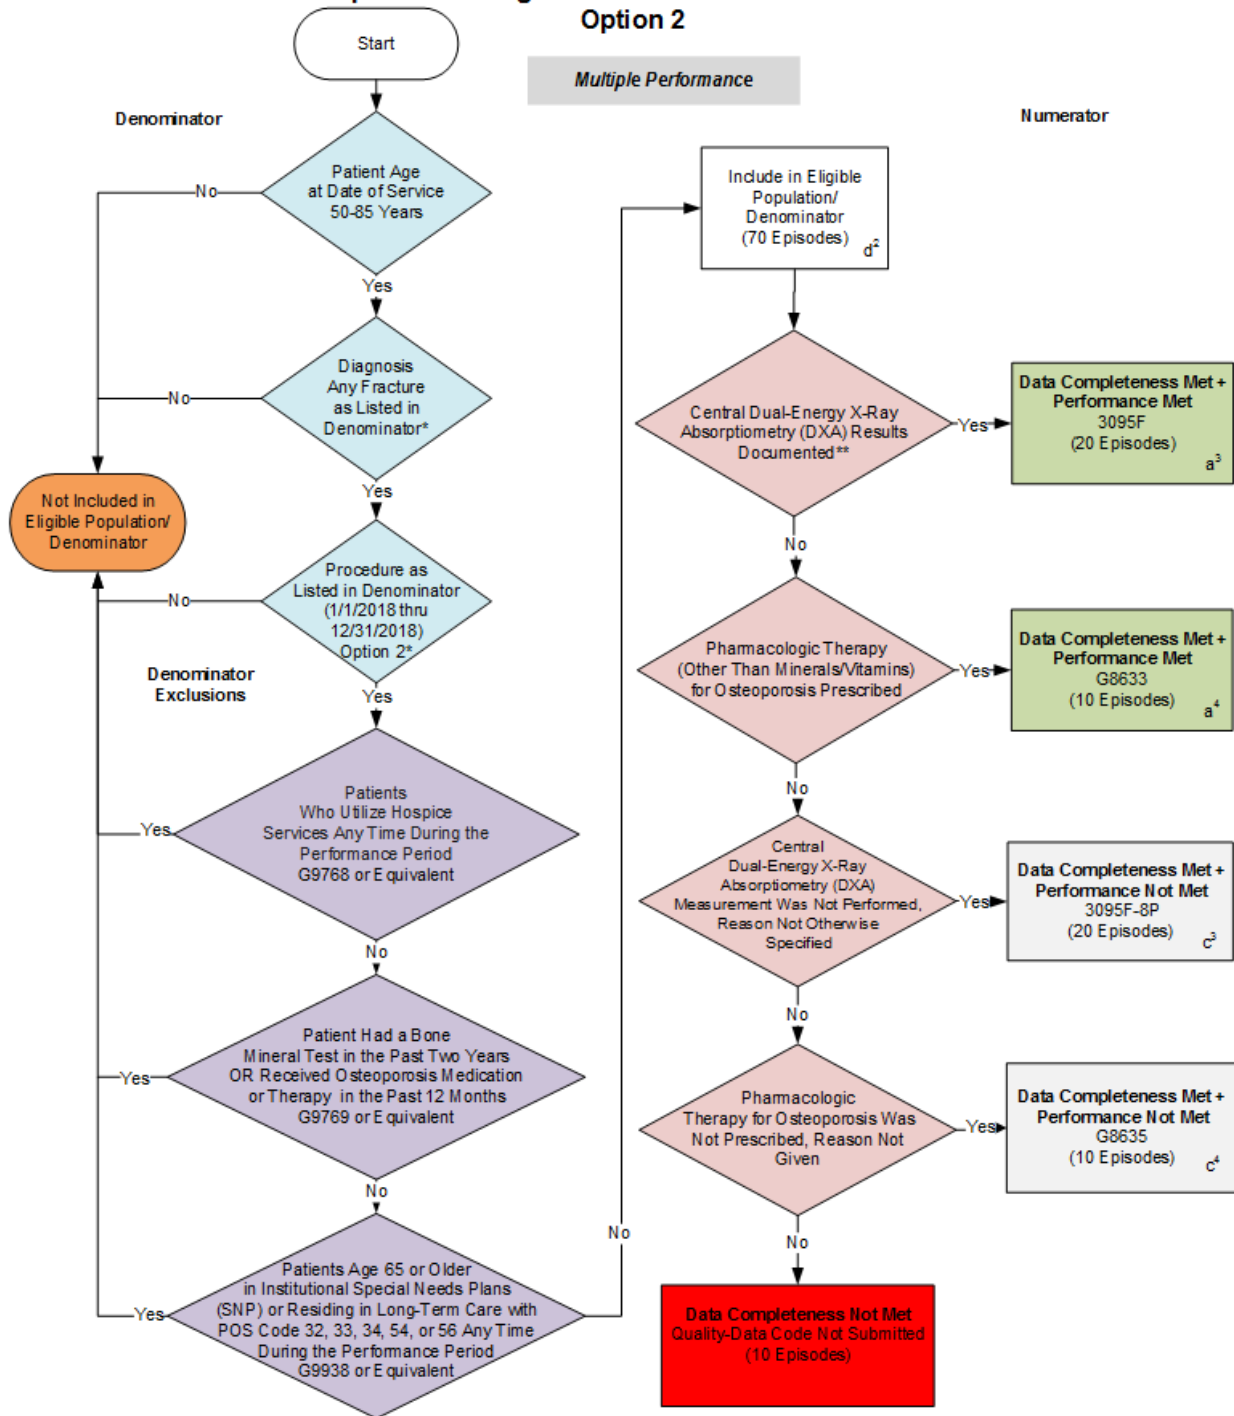 Option 2
Start
Multiple Performance
Denominator
Numerator
Patient Age
at Date of Service
50-85 Years
No
Yes
Diagnosis
Any Fracture
as Listed in
Denominator*
No
Yes
Not Included in
Eligible Population/
Denominator
Procedure as
Listed in Denominator
(1/1/2018 thru
12/31/2018)
Option 2*
No
Yes
Denominator
Exclusions
Patients
Who Utilize Hospice
Services Any Time During the
Performance Period
G9768 or Equivalent
Yes
No
Patient Had a Bone
Mineral Test in the Past Two Years
OR Received Osteoporosis Medication
or Therapy in the Past 12 Months
G9769 or Equivalent
Yes
No
Patients Age 65 or Older
in Institutional Special Needs Plans
(SNP) or Residing in Long-Term Care with
POS Code 32, 33, 34, 54, or 56 Any Time
During the Performance Period
G9938 or Equivalent
Yes
No
Include in Eligible
Population/
Denominator
(70 Episodes)
d²
Central Dual-Energy X-Ray
Absorptiometry (DXA) Results
Documented**
Yes
No
Data Completeness Met +
Performance Met
3095F
(20 Episodes)
a³
Pharmacologic Therapy
(Other Than Minerals/Vitamins)
for Osteoporosis Prescribed
Yes
No
Data Completeness Met +
Performance Met
G8633
(10 Episodes)
a⁴
Central
Dual-Energy X-Ray
Absorptiometry (DXA)
Measurement Was Not Performed,
Reason Not Otherwise
Specified
Yes
No
Data Completeness Met +
Performance Not Met
3095F-8P
(20 Episodes)
c³
Pharmacologic
Therapy for Osteoporosis Was
Not Prescribed, Reason Not
Given
Yes
No
Data Completeness Met +
Performance Not Met
G8635
(10 Episodes)
c⁴
Data Completeness Not Met
Quality-Data Code Not Submitted
(10 Episodes)